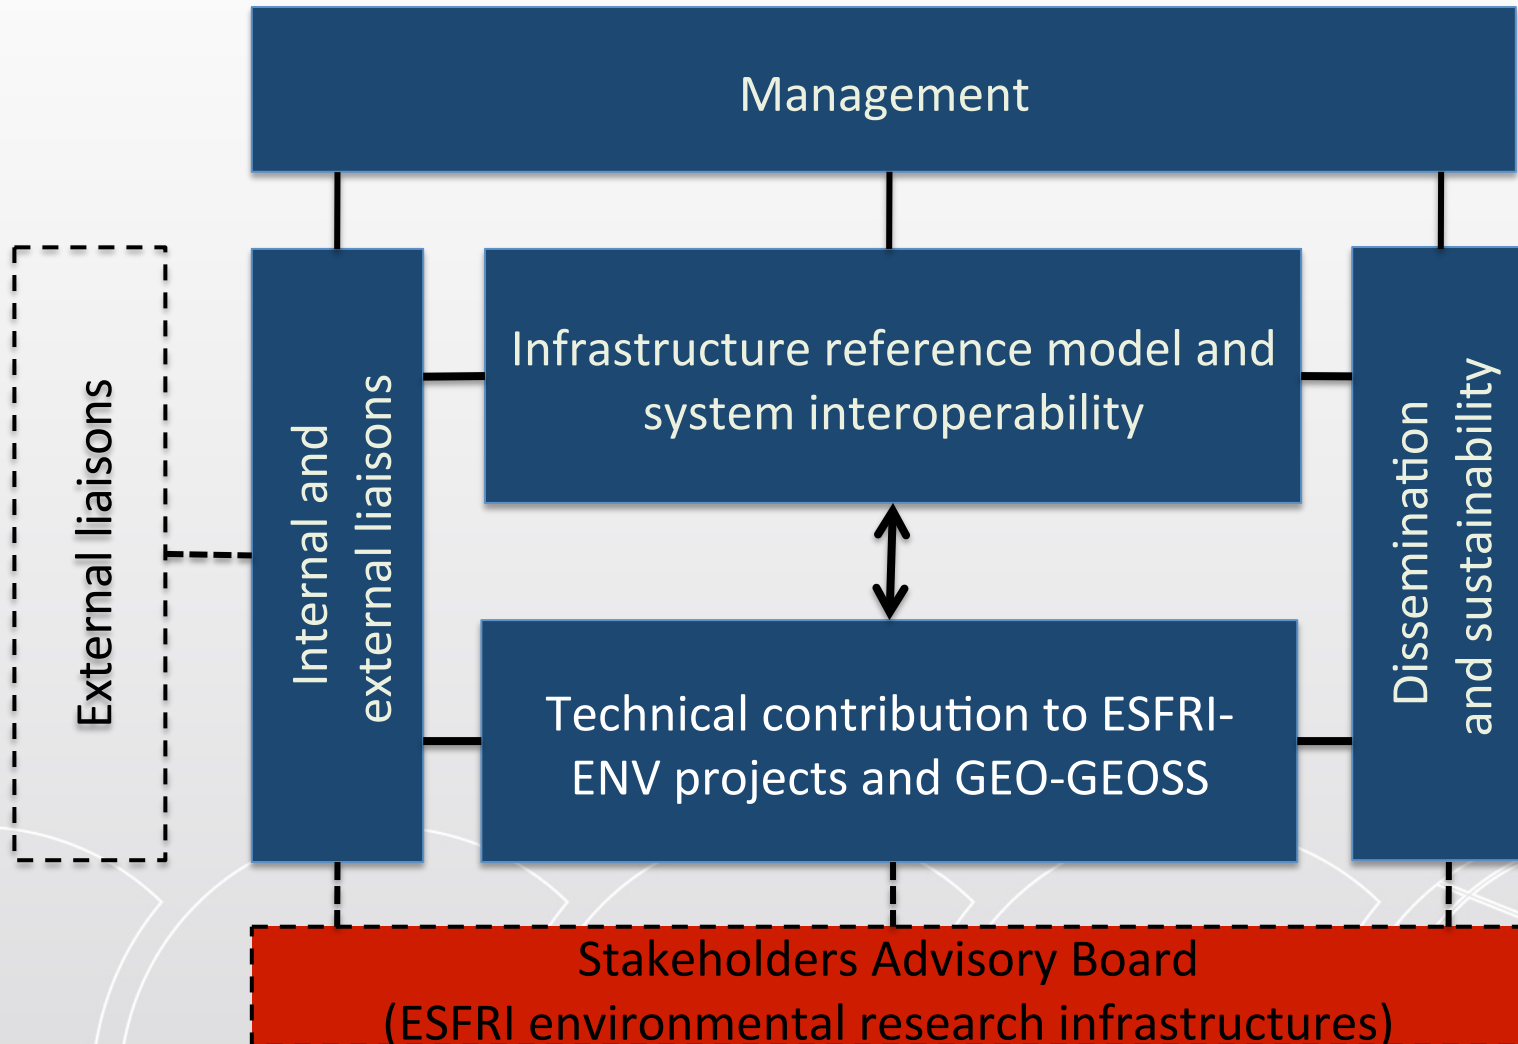 Management
External liaisons
Internal and
external liaisons
Infrastructure reference model and
system interoperability
Technical contribution to ESFRI-
ENV projects and GEO-GEOSS
Dissemination
and sustainability
Stakeholders Advisory Board
(ESFRI environmental research infrastructures)